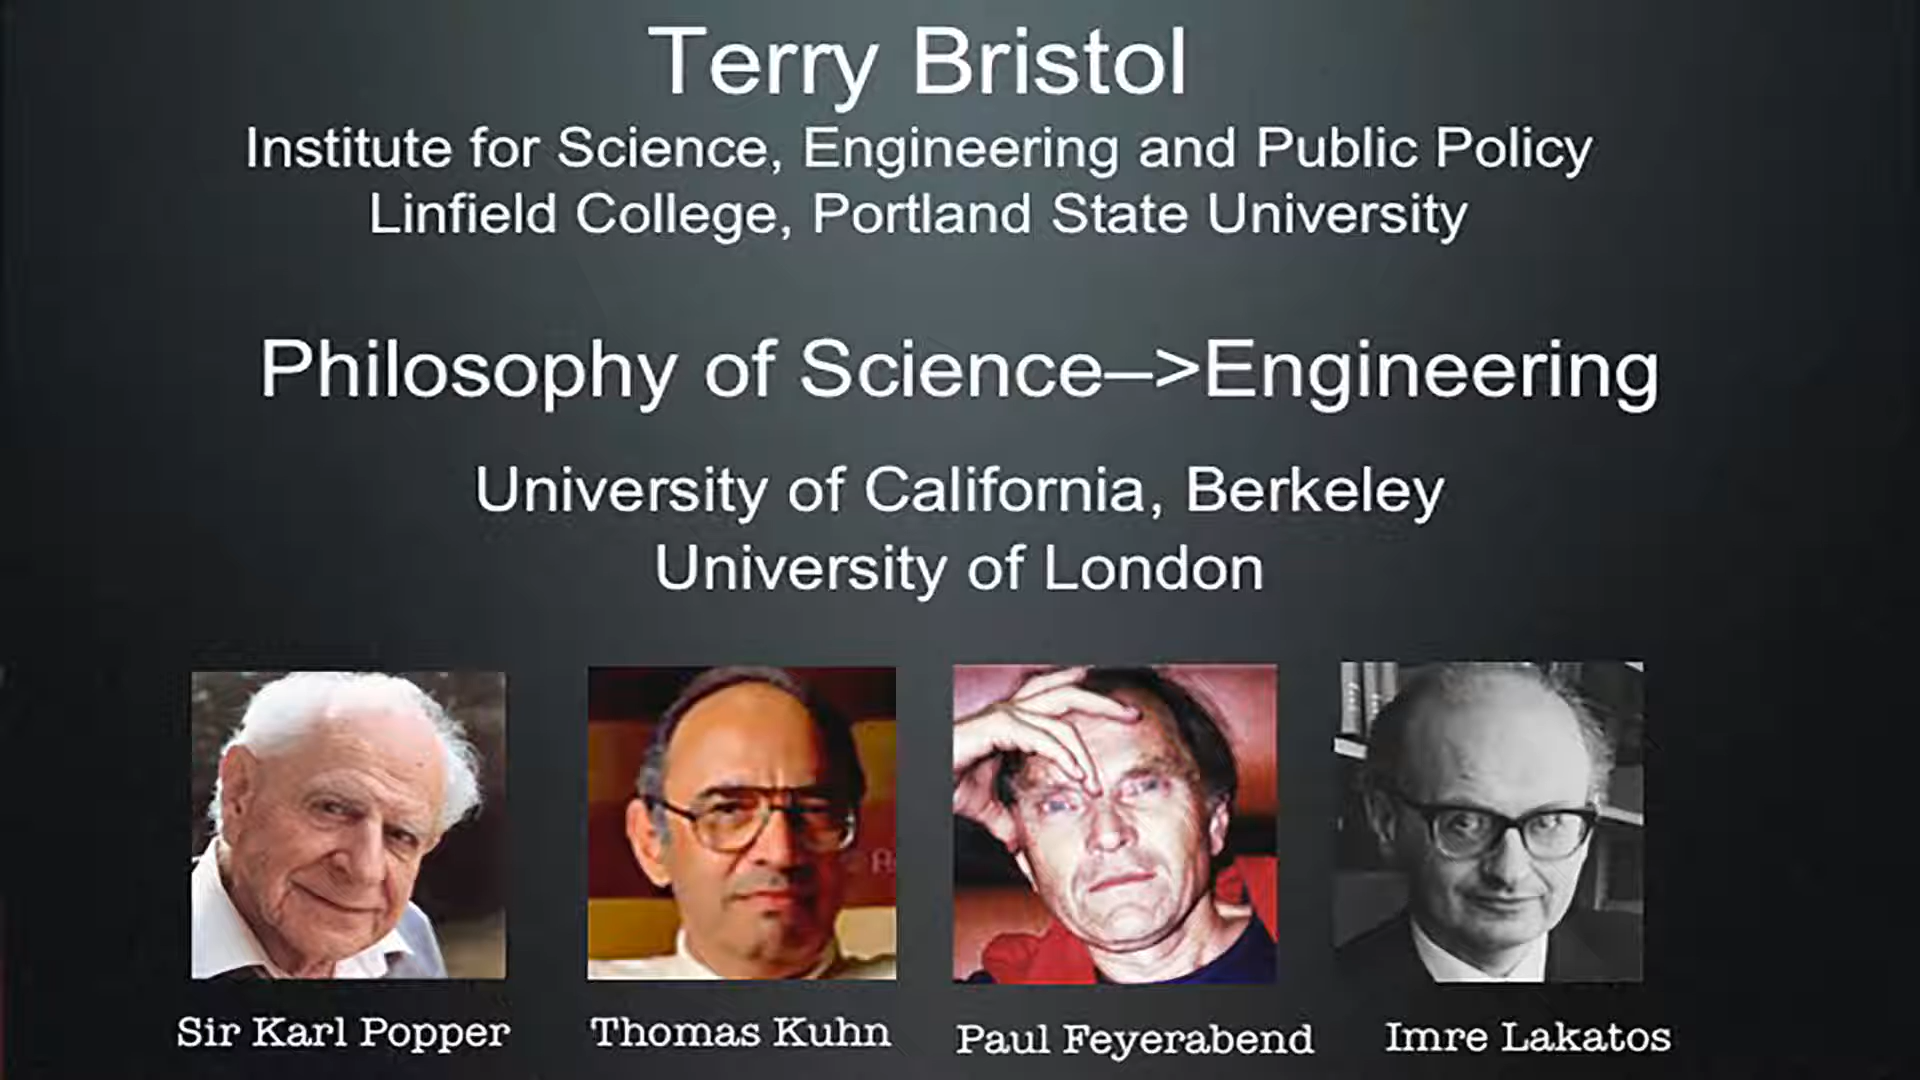 Terry Bristol
Institute for Science, Engineering and Public Policy
Linfield College, Portland State University
Philosophy of Science–>Engineering
University of California, Berkeley
University of London
Sir Karl Popper
Thomas Kuhn
Paul Feyerabend
Imre Lakatos